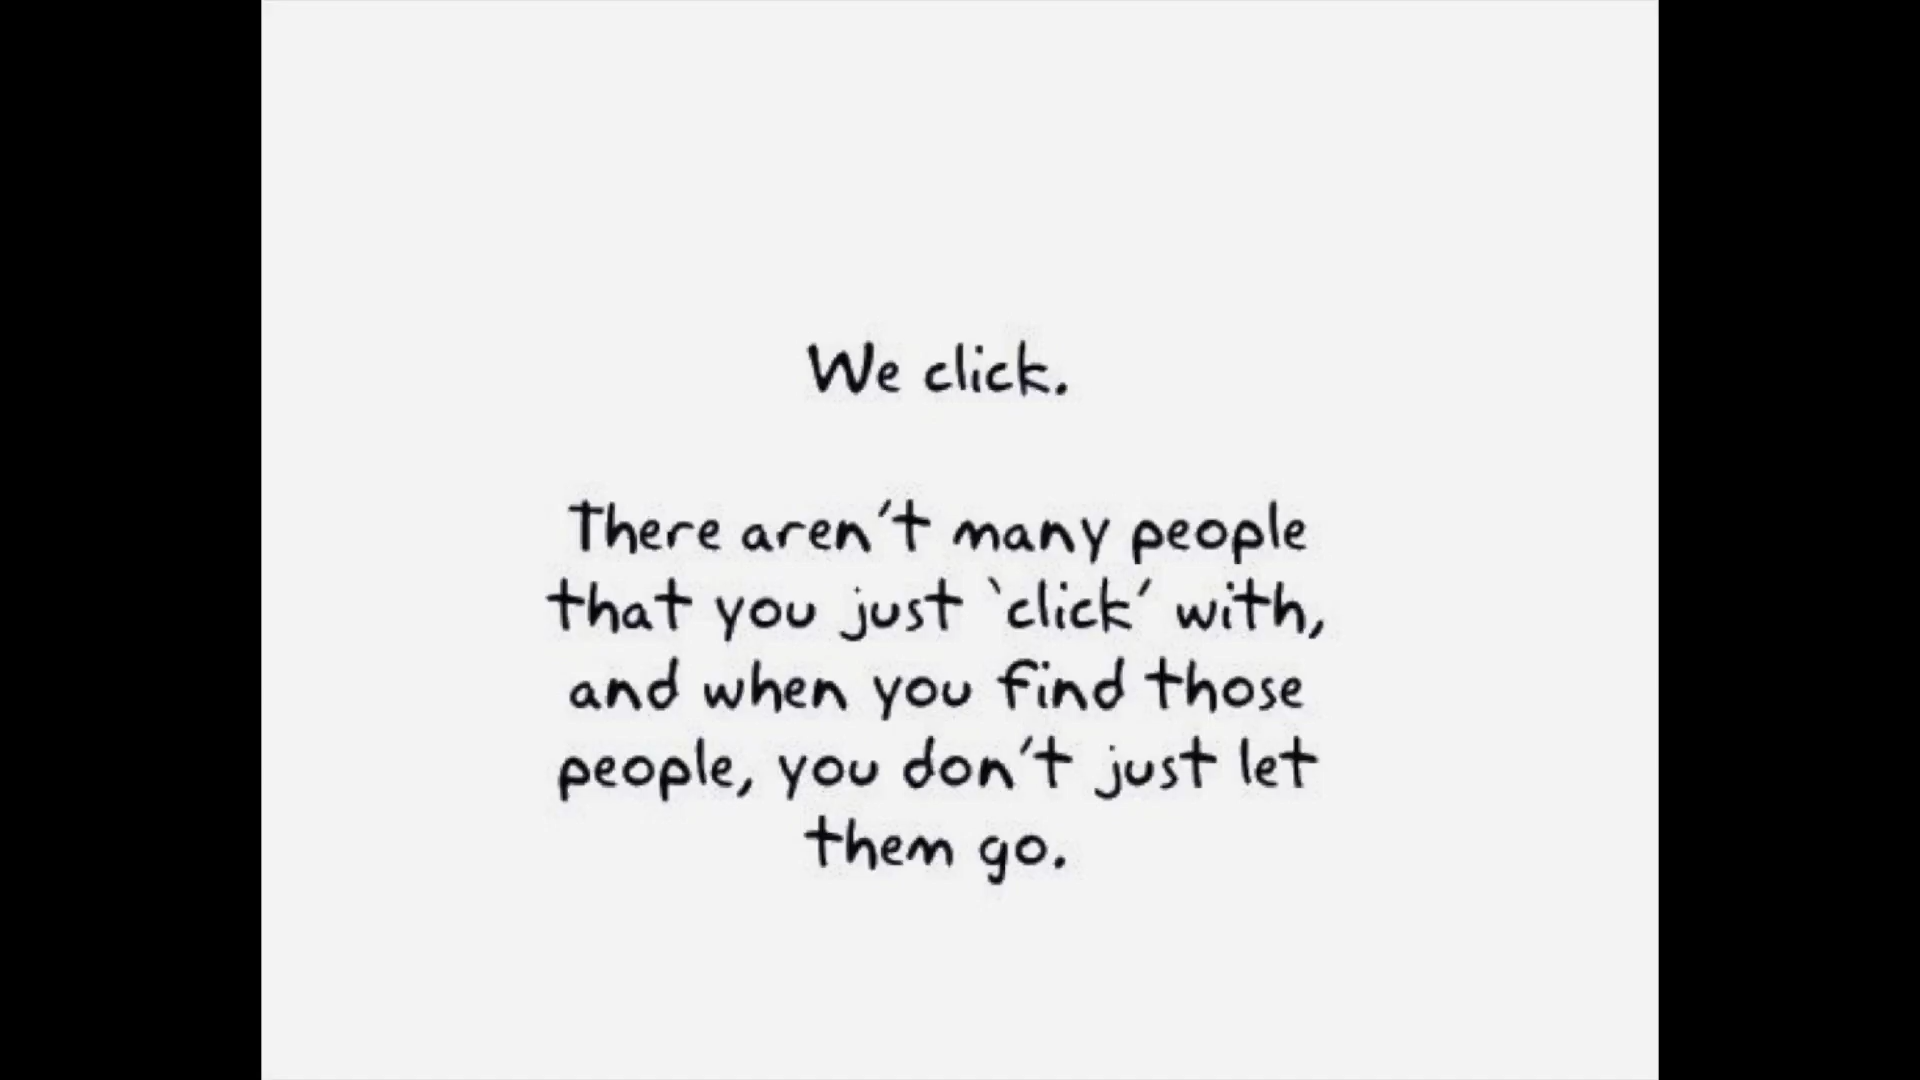 We click.
There aren't many people
that you just `click' with,
and when you find those
people, you don't just let
them go.